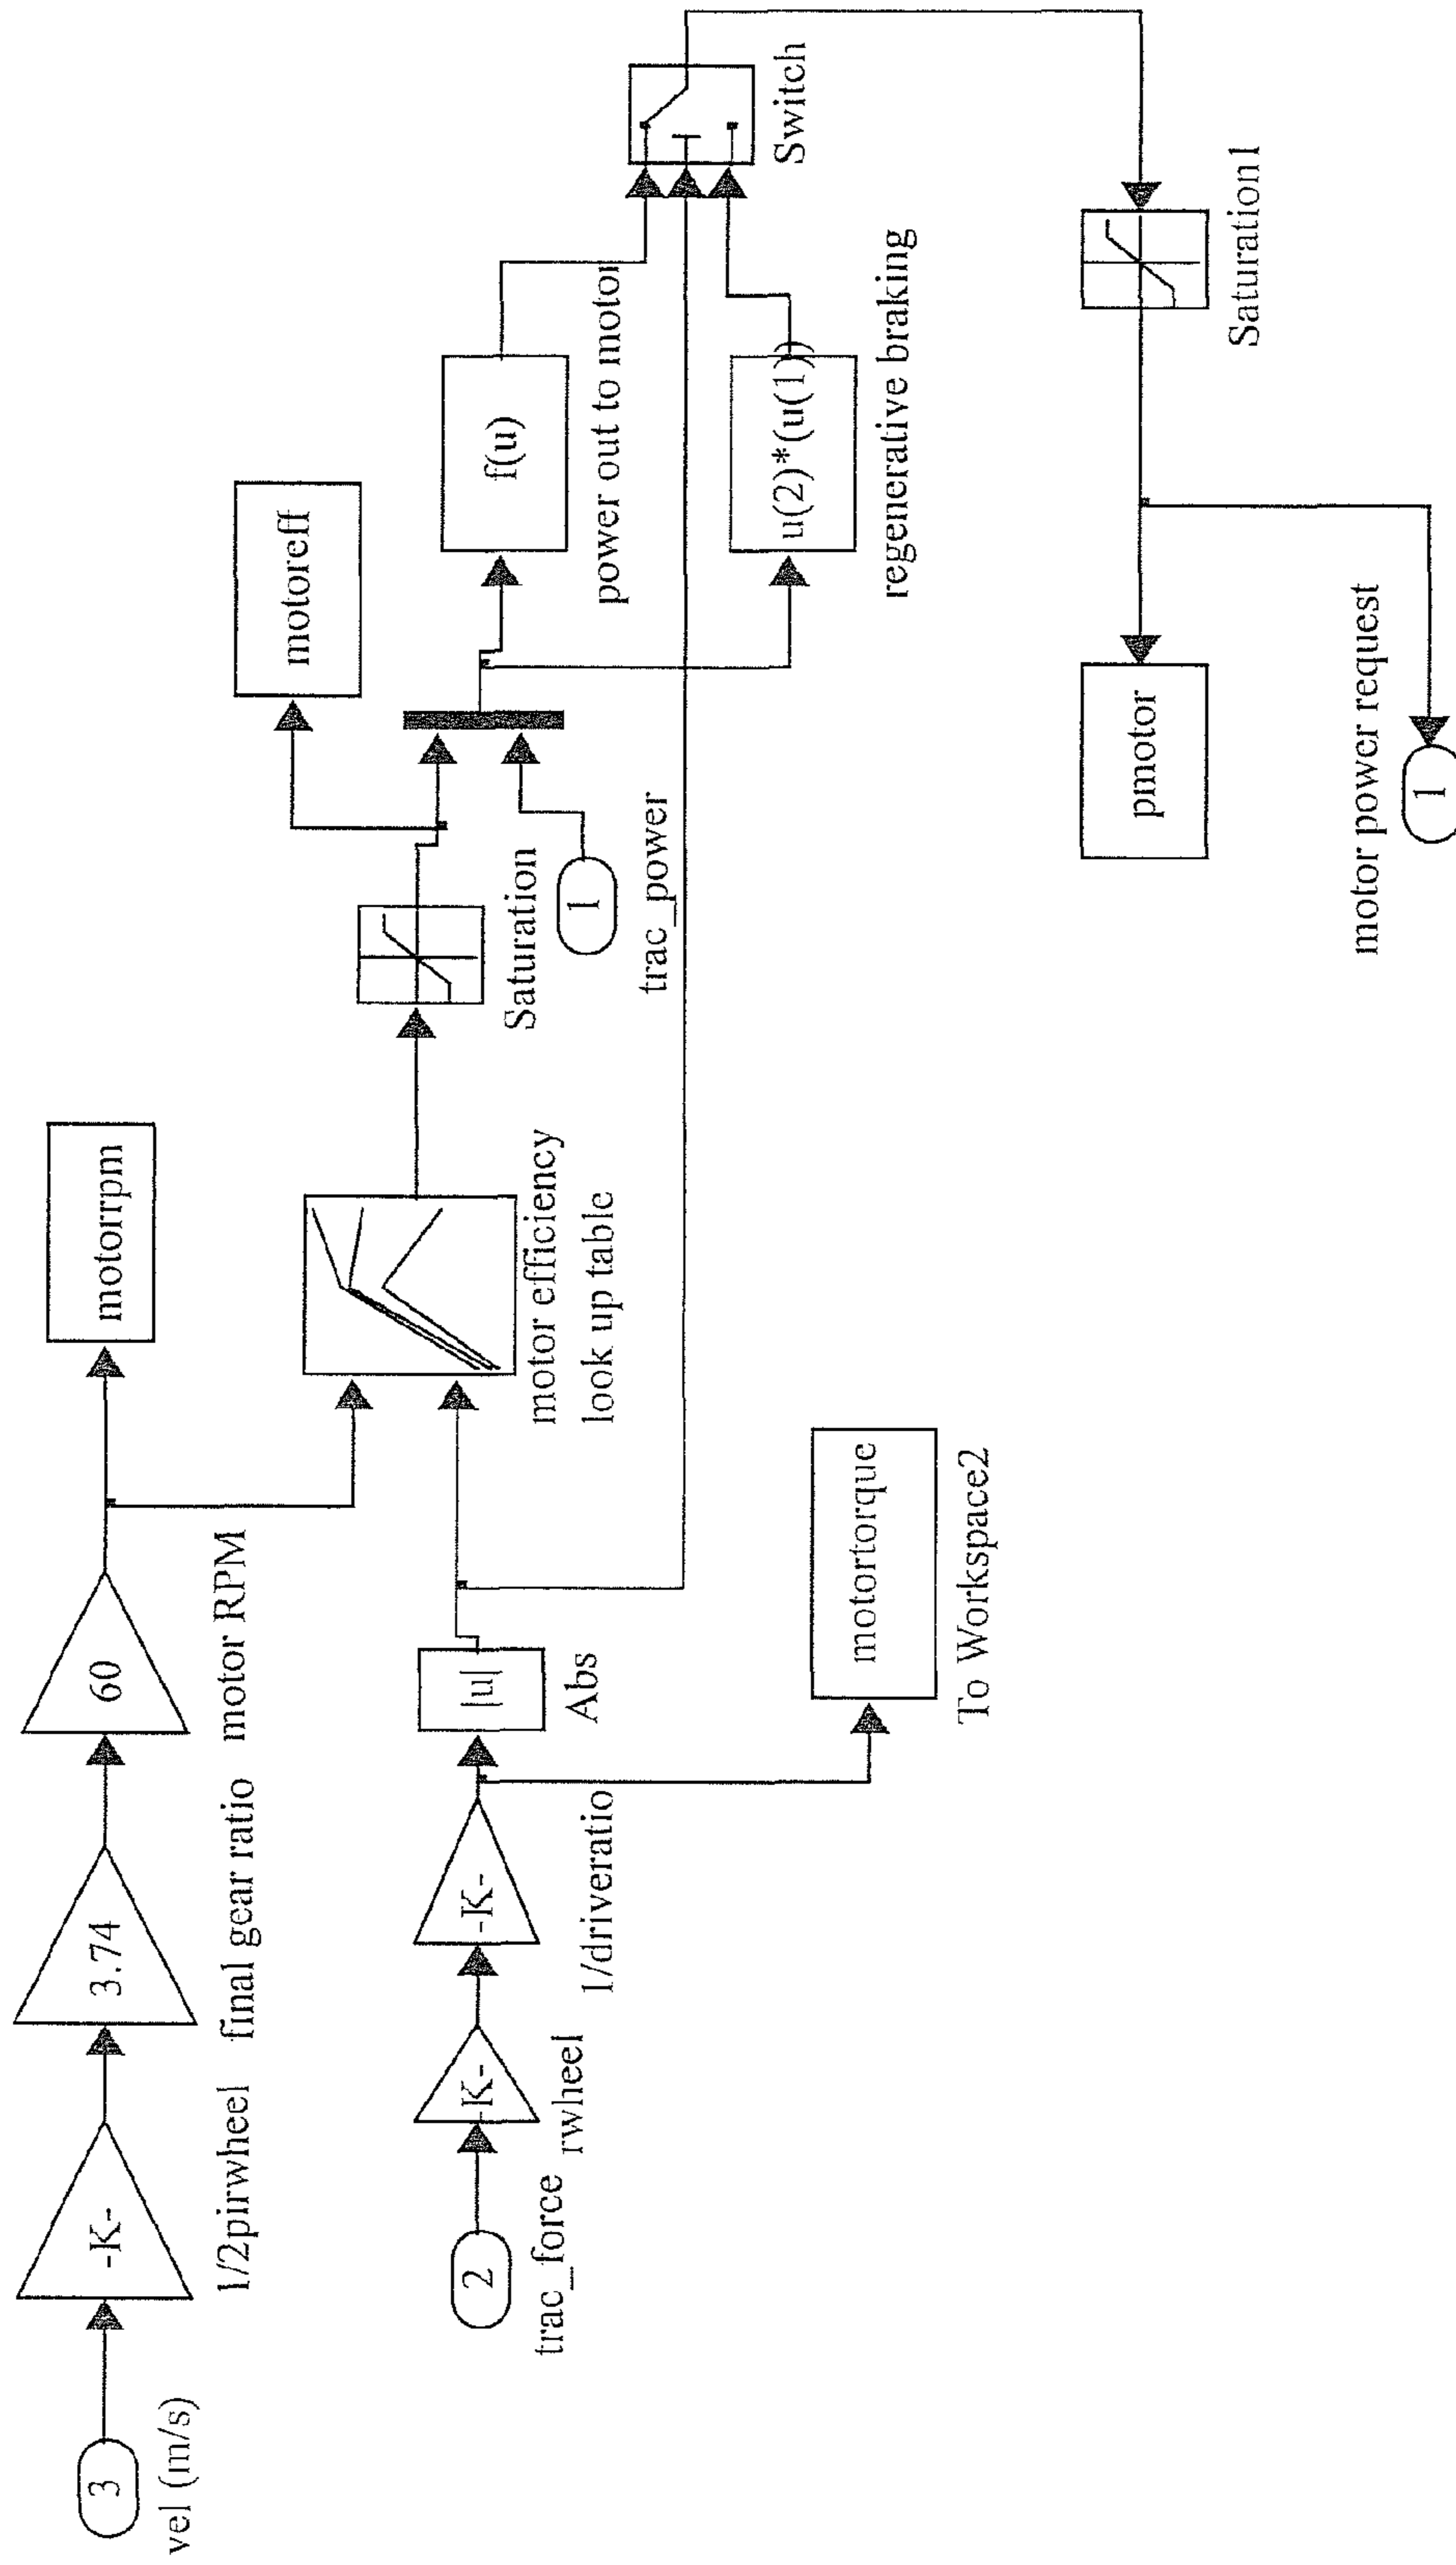 3
vel (m/s)
-K-
1/2pirwheel
3.74
final gear ratio
60
motor RPM
motorrpm
2
trac_force
-K-
rwheel
-K-
1/driveratio
|u|
Abs
motortorque
To Workspace2
motor efficiency
look up table
Saturation
1
trac_power
motoreff
f(u)
power out to motor
u(2)*(u(1))
regenerative braking
Switch
Saturation1
pmotor
motor power request
1